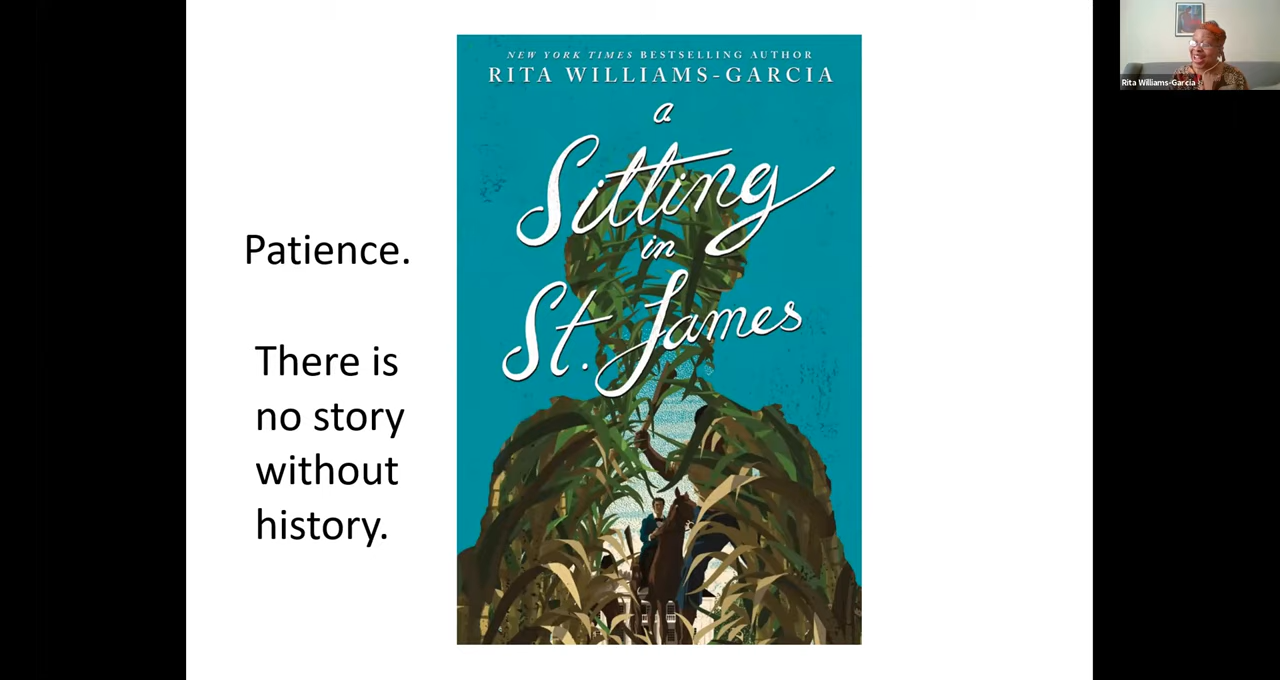 Patience.
There is
no story
without
history.
NEW YORK TIMES BESTSELLING AUTHOR
RITA WILLIAMS-GARCIA
a
Sitting
in
St. James
Rita Williams-Garcia